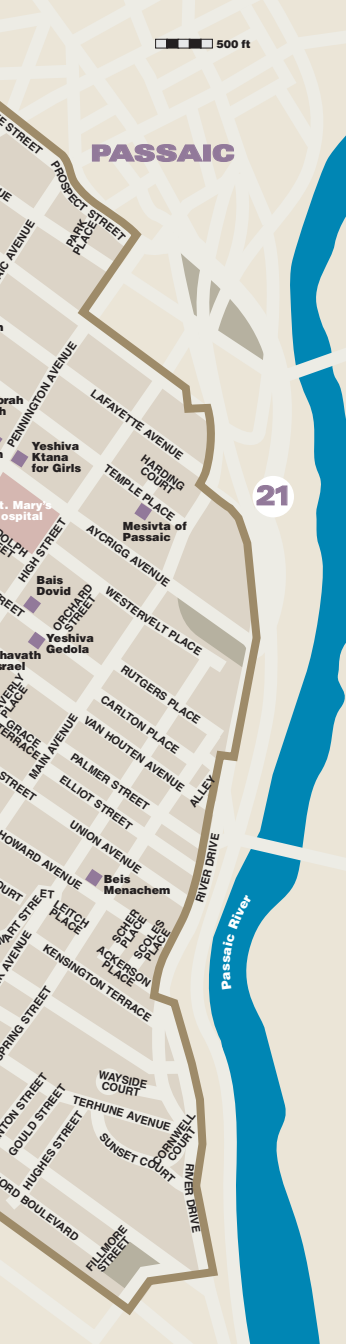 500 ft
PASSAIC
PROSPECT STREET
PARK
PLACE
PENNINGTON AVENUE
LAFAYETTE AVENUE
Yeshiva
Ktana
for Girls
HARDING
COURT
TEMPLE PLACE
21
Mesivta of
Passaic
HIGH STREET
AYCRIGG AVENUE
Bais
Dovid
ORCHARD
STREET
WESTERVELT PLACE
Yeshiva
Gedola
RUTGERS PLACE
GRACE
TERRACE
CARLTON PLACE
MAIN AVENUE
VAN HOUTEN AVENUE
PALMER STREET
ELLIOT STREET
ALLEY
UNION AVENUE
RIVER DRIVE
HOWARD AVENUE
Beis
Menachem
LEITCH
PLACE
SCHER
PLACE
SCOLES
PLACE
Passaic River
ACKERSON
PLACE
KENSINGTON TERRACE
SPRING STREET
WAYSIDE
COURT
TERHUNE AVENUE
GOULD STREET
HUGHES STREET
SUNSET COURT
CORNWELL
COURT
RIVER DRIVE
FILLMORE
STREET